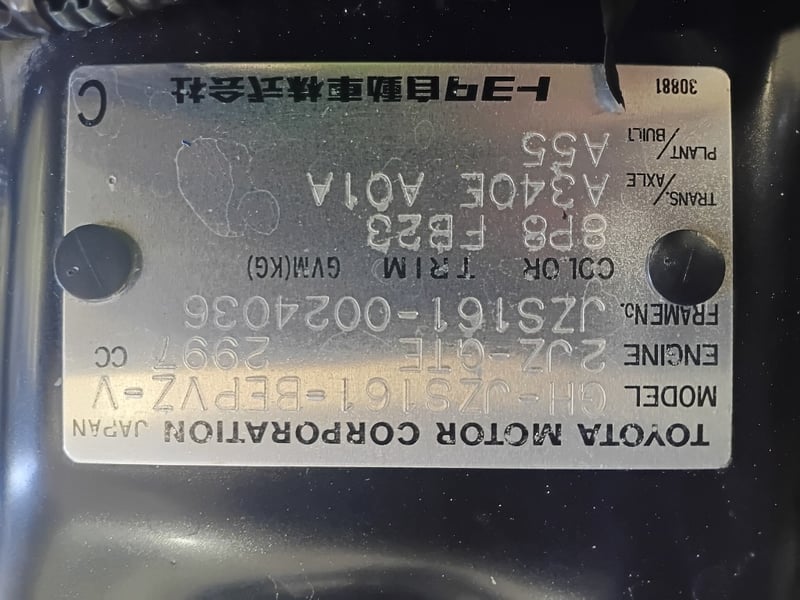 TOYOTA MOTOR CORPORATION JAPAN
MODEL GH-JZS161-BEPVZ-V
ENGINE 2JZ-GTE 2997 CC
FRAME No. JZS161-0024036
COLOR TRIM GVM(KG)
8P8 FB23
TRANS./AXLE A340E A01A
PLANT/BUILT A55
30881 トヨタ自動車株式会社 C